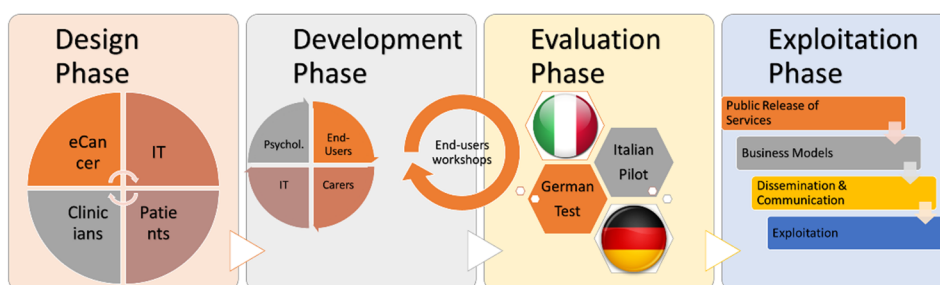 Design
Phase
eCan
cer
IT
Clinic
ians
Patie
nts
Development
Phase
Psychol.
End-
Users
IT
Carers
End-users
workshops
Evaluation
Phase
Italian
Pilot
German
Test
Exploitation
Phase
Public Release of
Services
Business Models
Dissemination &
Communication
Exploitation